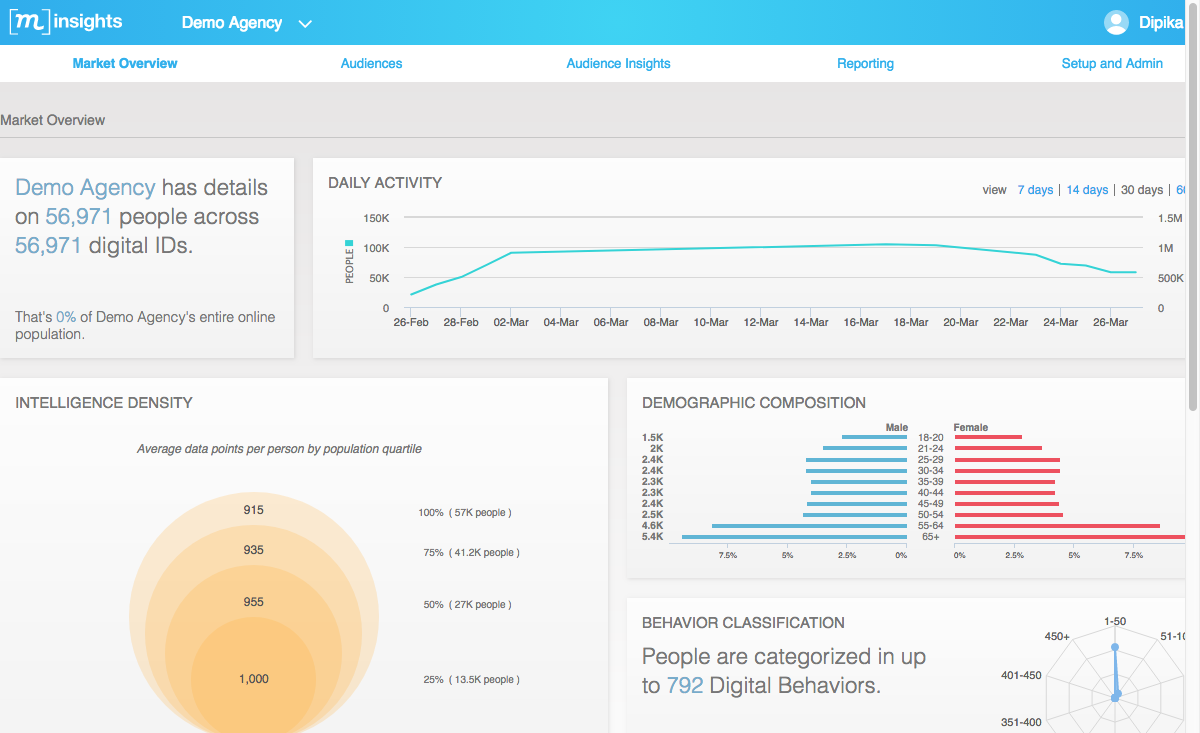 [m] insights
Demo Agency
Dipika
Market Overview
Audiences
Audience Insights
Reporting
Setup and Admin
Market Overview
Demo Agency has details
on 56,971 people across
56,971 digital IDs.
That's 0% of Demo Agency's entire online
population.
DAILY ACTIVITY
view 7 days | 14 days | 30 days |
PEOPLE
150K
100K
50K
0
1.5M
1M
500K
0
26-Feb 28-Feb 02-Mar 04-Mar 06-Mar 08-Mar 10-Mar 12-Mar 14-Mar 16-Mar 18-Mar 20-Mar 22-Mar 24-Mar 26-Mar
INTELLIGENCE DENSITY
Average data points per person by population quartile
915
100% ( 57K people )
935
75% ( 41.2K people )
955
50% ( 27K people )
1,000
25% ( 13.5K people )
DEMOGRAPHIC COMPOSITION
Male Female
1.5K 18-20
2K 21-24
2.4K 25-29
2.4K 30-34
2.3K 35-39
2.3K 40-44
2.4K 45-49
2.5K 50-54
4.6K 55-64
5.4K 65+
7.5% 5% 2.5% 0% 0% 2.5% 5% 7.5%
BEHAVIOR CLASSIFICATION
People are categorized in up
to 792 Digital Behaviors.
1-50
450+
401-450
351-400